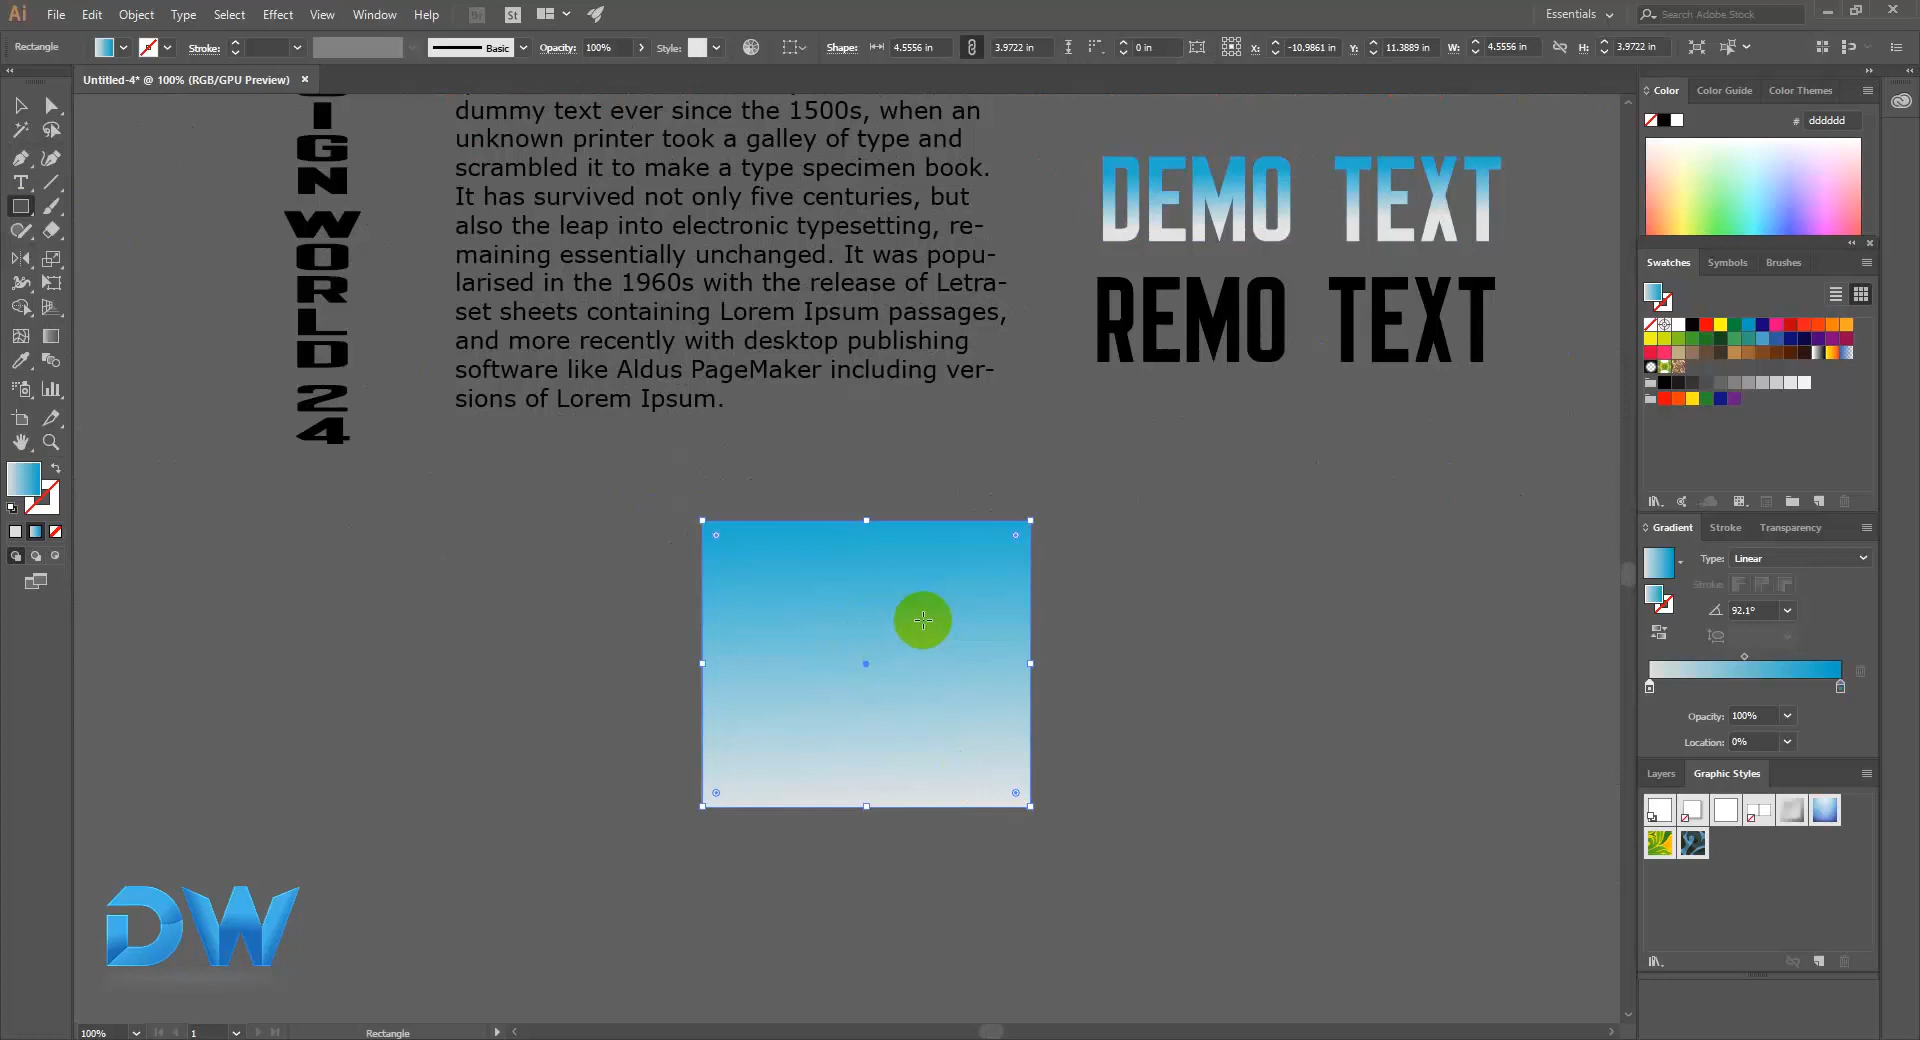 Ai File Edit Object Type Select Effect View Window Help Br St Essentials Search Adobe Stock
Rectangle Stroke: Basic Opacity: 100% Style: Shape: 4.5556 in 3.9722 in 0 in X: -10.9861 in Y: 11.3889 in W: 4.5556 in H: 3.9722 in
Untitled-4* @ 100% (RGB/GPU Preview)
Color Color Guide Color Themes
# dddddd
IGN
WORLD
24
dummy text ever since the 1500s, when an
unknown printer took a galley of type and
scrambled it to make a type specimen book.
It has survived not only five centuries, but
also the leap into electronic typesetting, re-
maining essentially unchanged. It was popu-
larised in the 1960s with the release of Letra-
set sheets containing Lorem Ipsum passages,
and more recently with desktop publishing
software like Aldus PageMaker including ver-
sions of Lorem Ipsum.
DEMO TEXT
REMO TEXT
Swatches Symbols Brushes
Gradient Stroke Transparency
Type: Linear
Stroke:
92.1°
Opacity: 100%
Location: 0%
Layers Graphic Styles
DW
100% 1 Rectangle